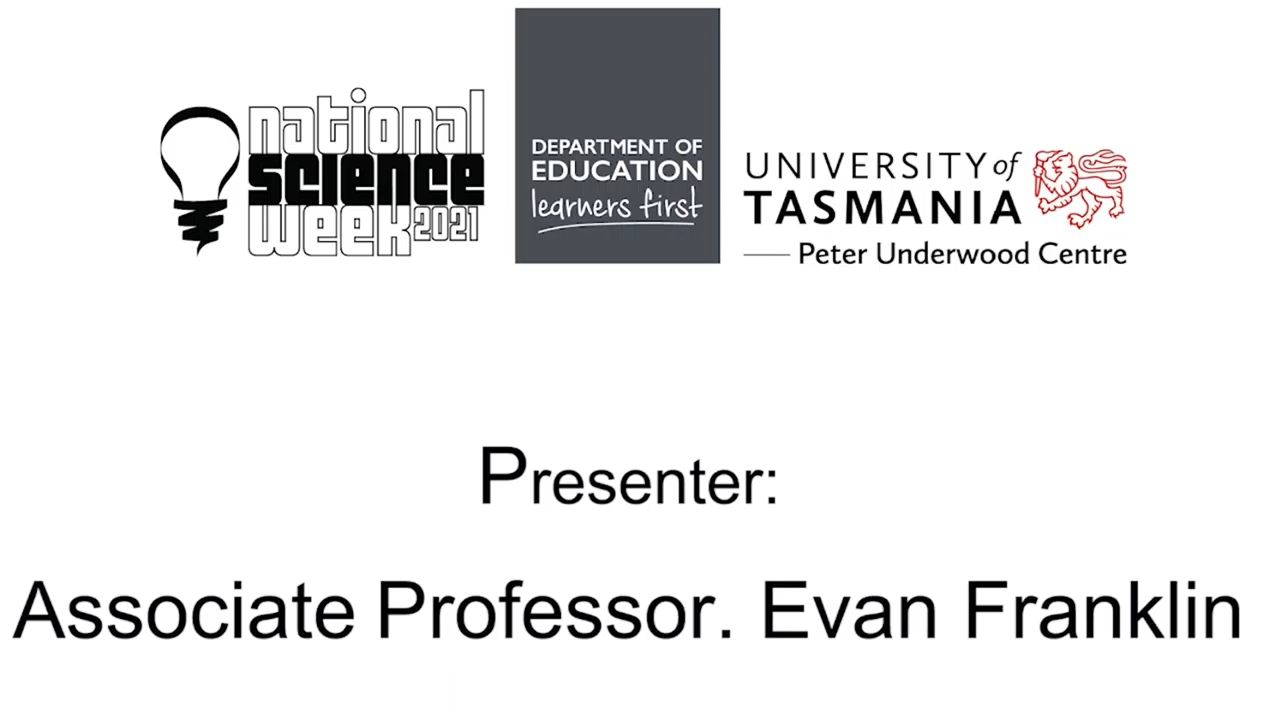 national
science
week 2021
DEPARTMENT OF
EDUCATION
learners first
UNIVERSITY of
TASMANIA
Peter Underwood Centre
Presenter:
Associate Professor. Evan Franklin